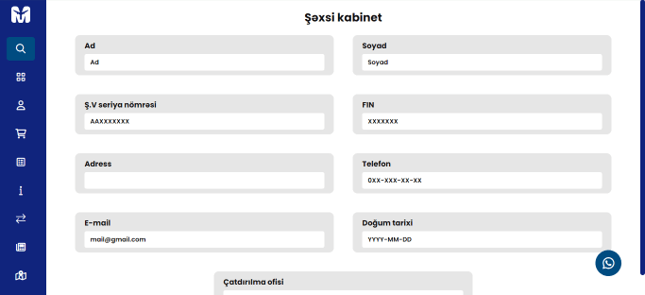 Şəxsi kabinet
Ad
Soyad
Ad
Soyad
Ş.V seriya nömrəsi
FIN
AAXXXXXXX
XXXXXXX
Adress
Telefon
0XX-XXX-XX-XX
E-mail
Doğum tarixi
mail@gmail.com
YYYY-MM-DD
Çatdırılma ofisi